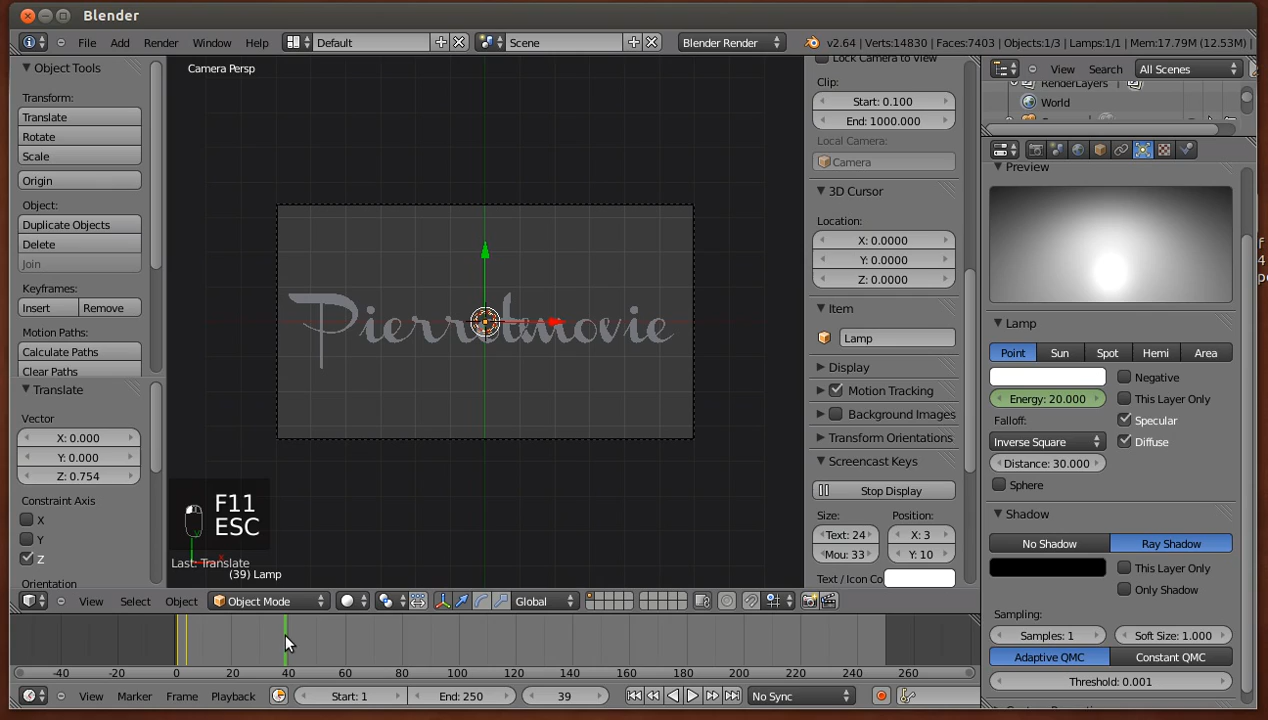 Blender
File Add Render Window Help Default Scene Blender Render v2.64 | Verts:14830 | Faces:7403 | Objects:1/3 | Lamps:1/1 | Mem:17.79M (12.53M)
Object Tools
Transform:
Translate
Rotate
Scale
Origin
Object:
Duplicate Objects
Delete
Join
Keyframes:
Insert Remove
Motion Paths:
Calculate Paths
Clear Paths
Translate
Vector
X: 0.000
Y: 0.000
Z: 0.754
Constraint Axis
X
Y
Z
Orientation
Camera Persp
Pierrotmovie
F11
ESC
Last: Translate
(39) Lamp
Lock Camera to View
Clip:
Start: 0.100
End: 1000.000
Local Camera:
Camera
3D Cursor
Location:
X: 0.0000
Y: 0.0000
Z: 0.0000
Item
Lamp
Display
Motion Tracking
Background Images
Transform Orientations
Screencast Keys
Stop Display
Size: Position:
Text: 24 X: 3
Mou: 33 Y: 10
Text / Icon Co
View Search All Scenes
RenderLayers
World
Preview
Lamp
Point Sun Spot Hemi Area
Negative
Energy: 20.000 This Layer Only
Falloff: Specular
Inverse Square Diffuse
Distance: 30.000
Sphere
Shadow
No Shadow Ray Shadow
This Layer Only
Only Shadow
Sampling:
Samples: 1 Soft Size: 1.000
Adaptive QMC Constant QMC
Threshold: 0.001
View Select Object Object Mode Global
-40 -20 0 20 40 60 80 100 120 140 160 180 200 220 240 260 280
View Marker Frame Playback Start: 1 End: 250 39 No Sync